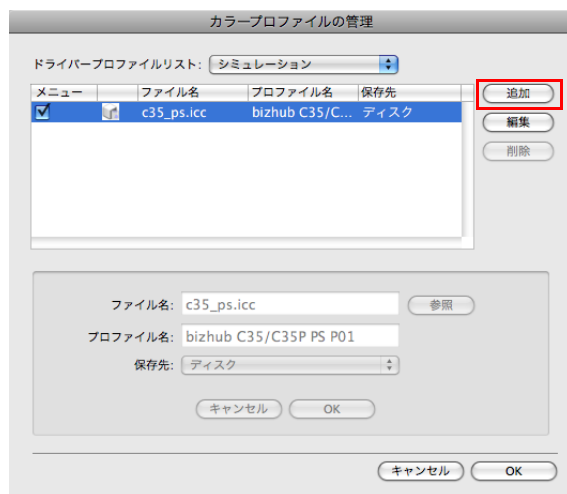 カラープロファイルの管理
ドライバープロファイルリスト: シミュレーション
メニュー ファイル名 プロファイル名 保存先
c35_ps.icc bizhub C35/C... ディスク
追加
編集
削除
ファイル名: c35_ps.icc 参照
プロファイル名: bizhub C35/C35P PS P01
保存先: ディスク
キャンセル OK
キャンセル OK